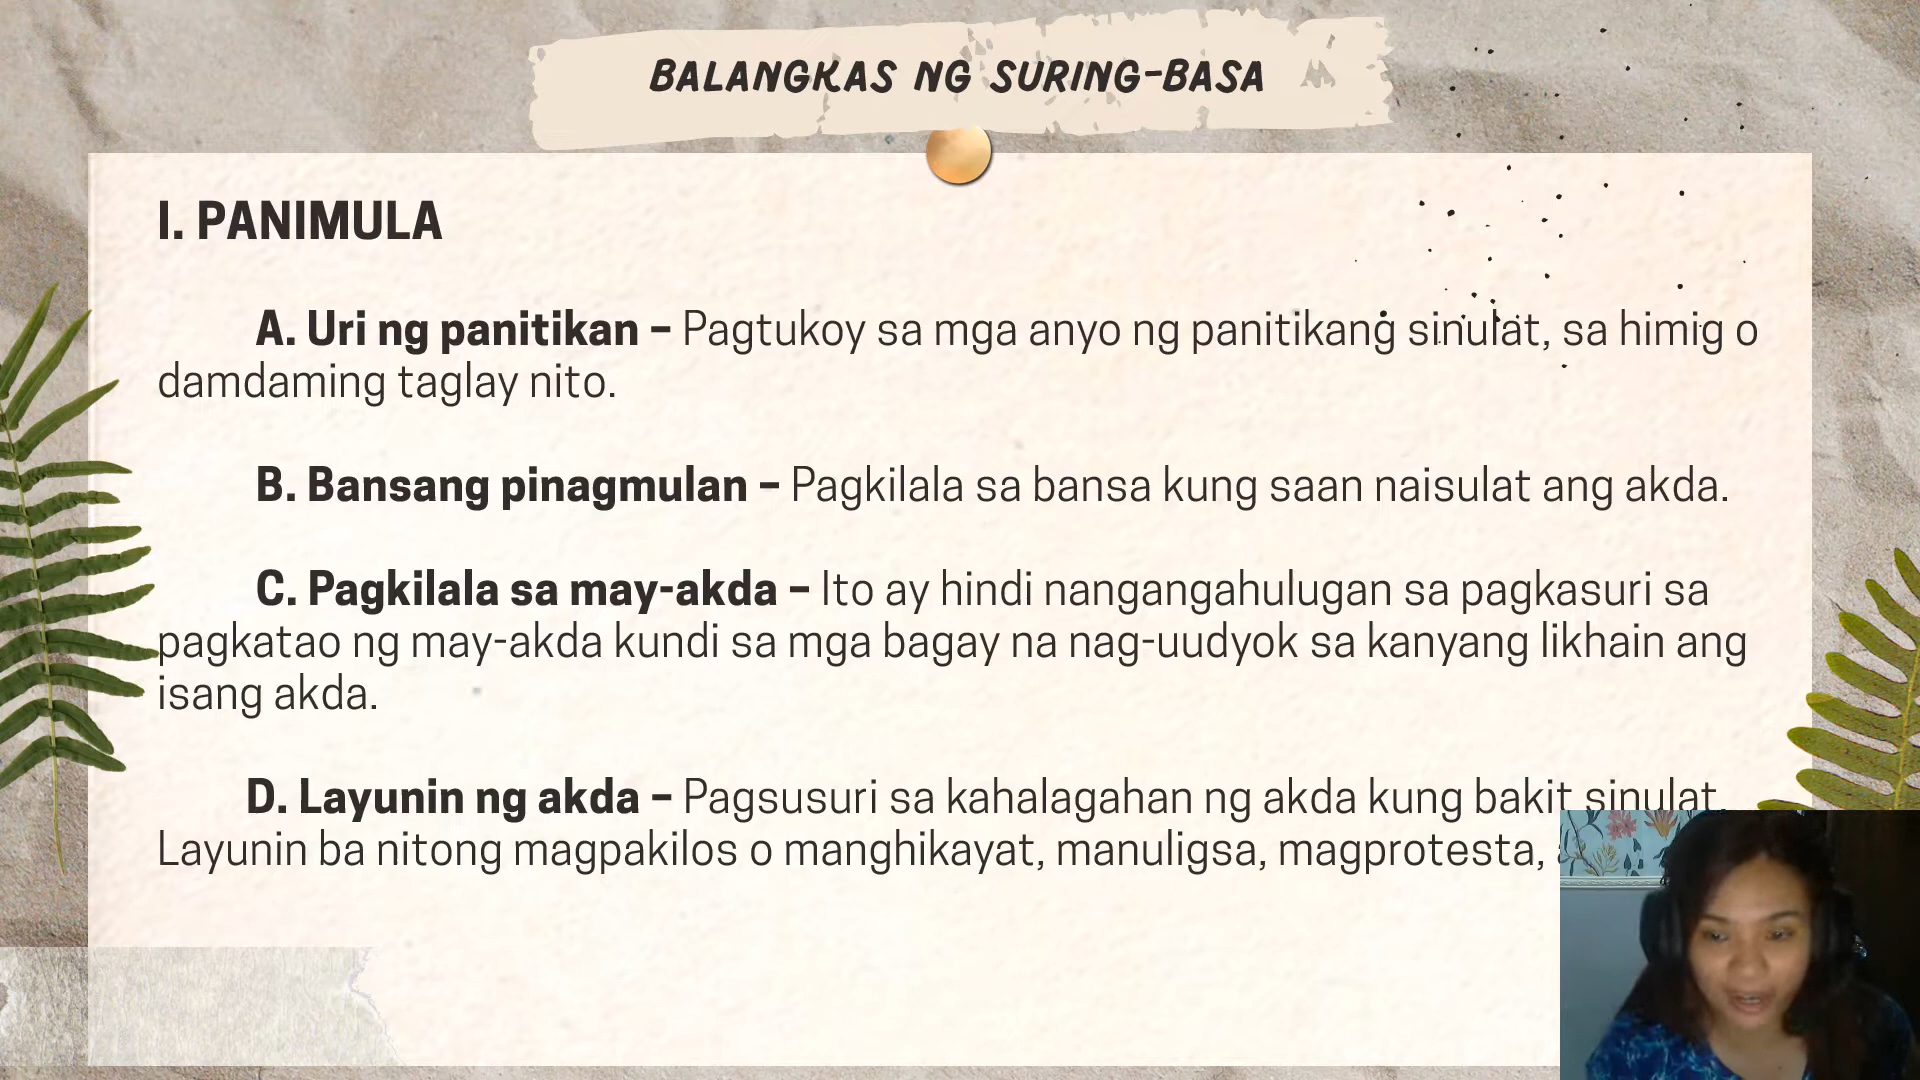 BALANGKAS NG SURING-BASA
I. PANIMULA
A. Uri ng panitikan – Pagtukoy sa mga anyo ng panitikang sinulat, sa himig o
damdaming taglay nito.
B. Bansang pinagmulan – Pagkilala sa bansa kung saan naisulat ang akda.
C. Pagkilala sa may-akda – Ito ay hindi nangangahulugan sa pagkasuri sa
pagkatao ng may-akda kundi sa mga bagay na nag-uudyok sa kanyang likhain ang
isang akda.
D. Layunin ng akda – Pagsusuri sa kahalagahan ng akda kung bakit sinulat.
Layunin ba nitong magpakilos o manghikayat, manuligsa, magprotesta,